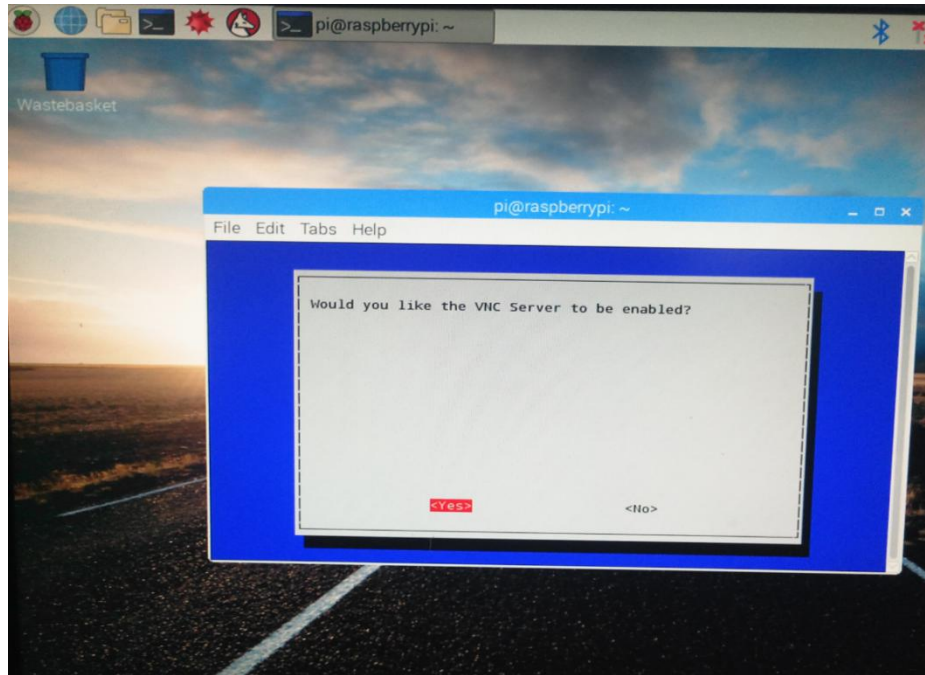 pi@raspberrypi: ~
Wastebasket
pi@raspberrypi: ~
File Edit Tabs Help
Would you like the VNC Server to be enabled?
<Yes> <No>